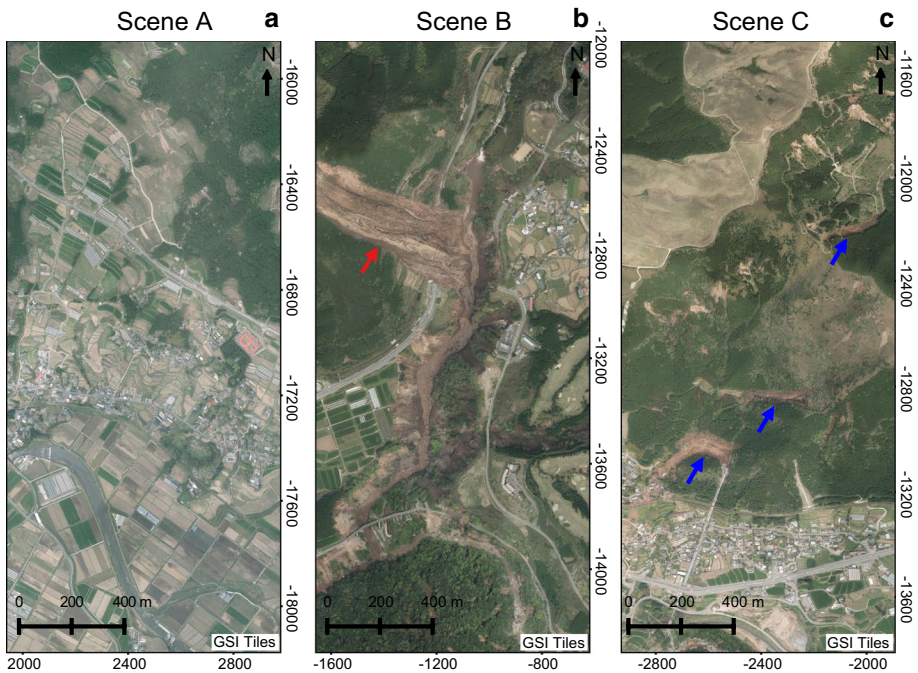 Scene A a
Scene B b
Scene C c
N
-16000
-16400
-16800
-17200
-17600
-18000
0 200 400 m
GSI Tiles
2000 2400 2800
N
-12000
-12400
-12800
-13200
-13600
-14000
0 200 400 m
GSI Tiles
-1600 -1200 -800
N
-11600
-12000
-12400
-12800
-13200
-13600
0 200 400 m
GSI Tiles
-2800 -2400 -2000